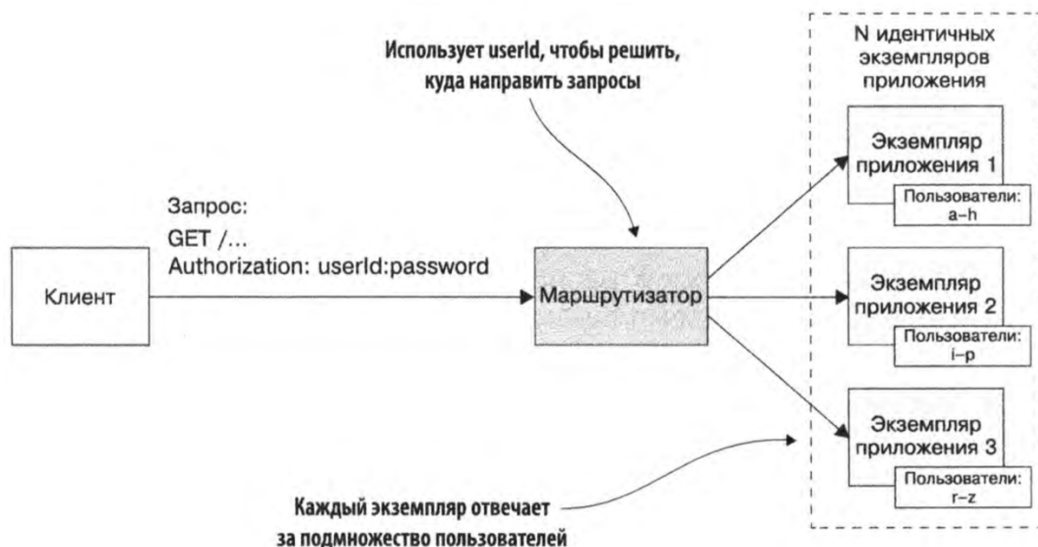 Использует userId, чтобы решить,
куда направить запросы
N идентичных
экземпляров
приложения
Экземпляр
приложения 1
Пользователи:
a–h
Запрос:
GET /...
Authorization: userId:password
Клиент
Маршрутизатор
Экземпляр
приложения 2
Пользователи:
i–p
Экземпляр
приложения 3
Пользователи:
r–z
Каждый экземпляр отвечает
за подмножество пользователей